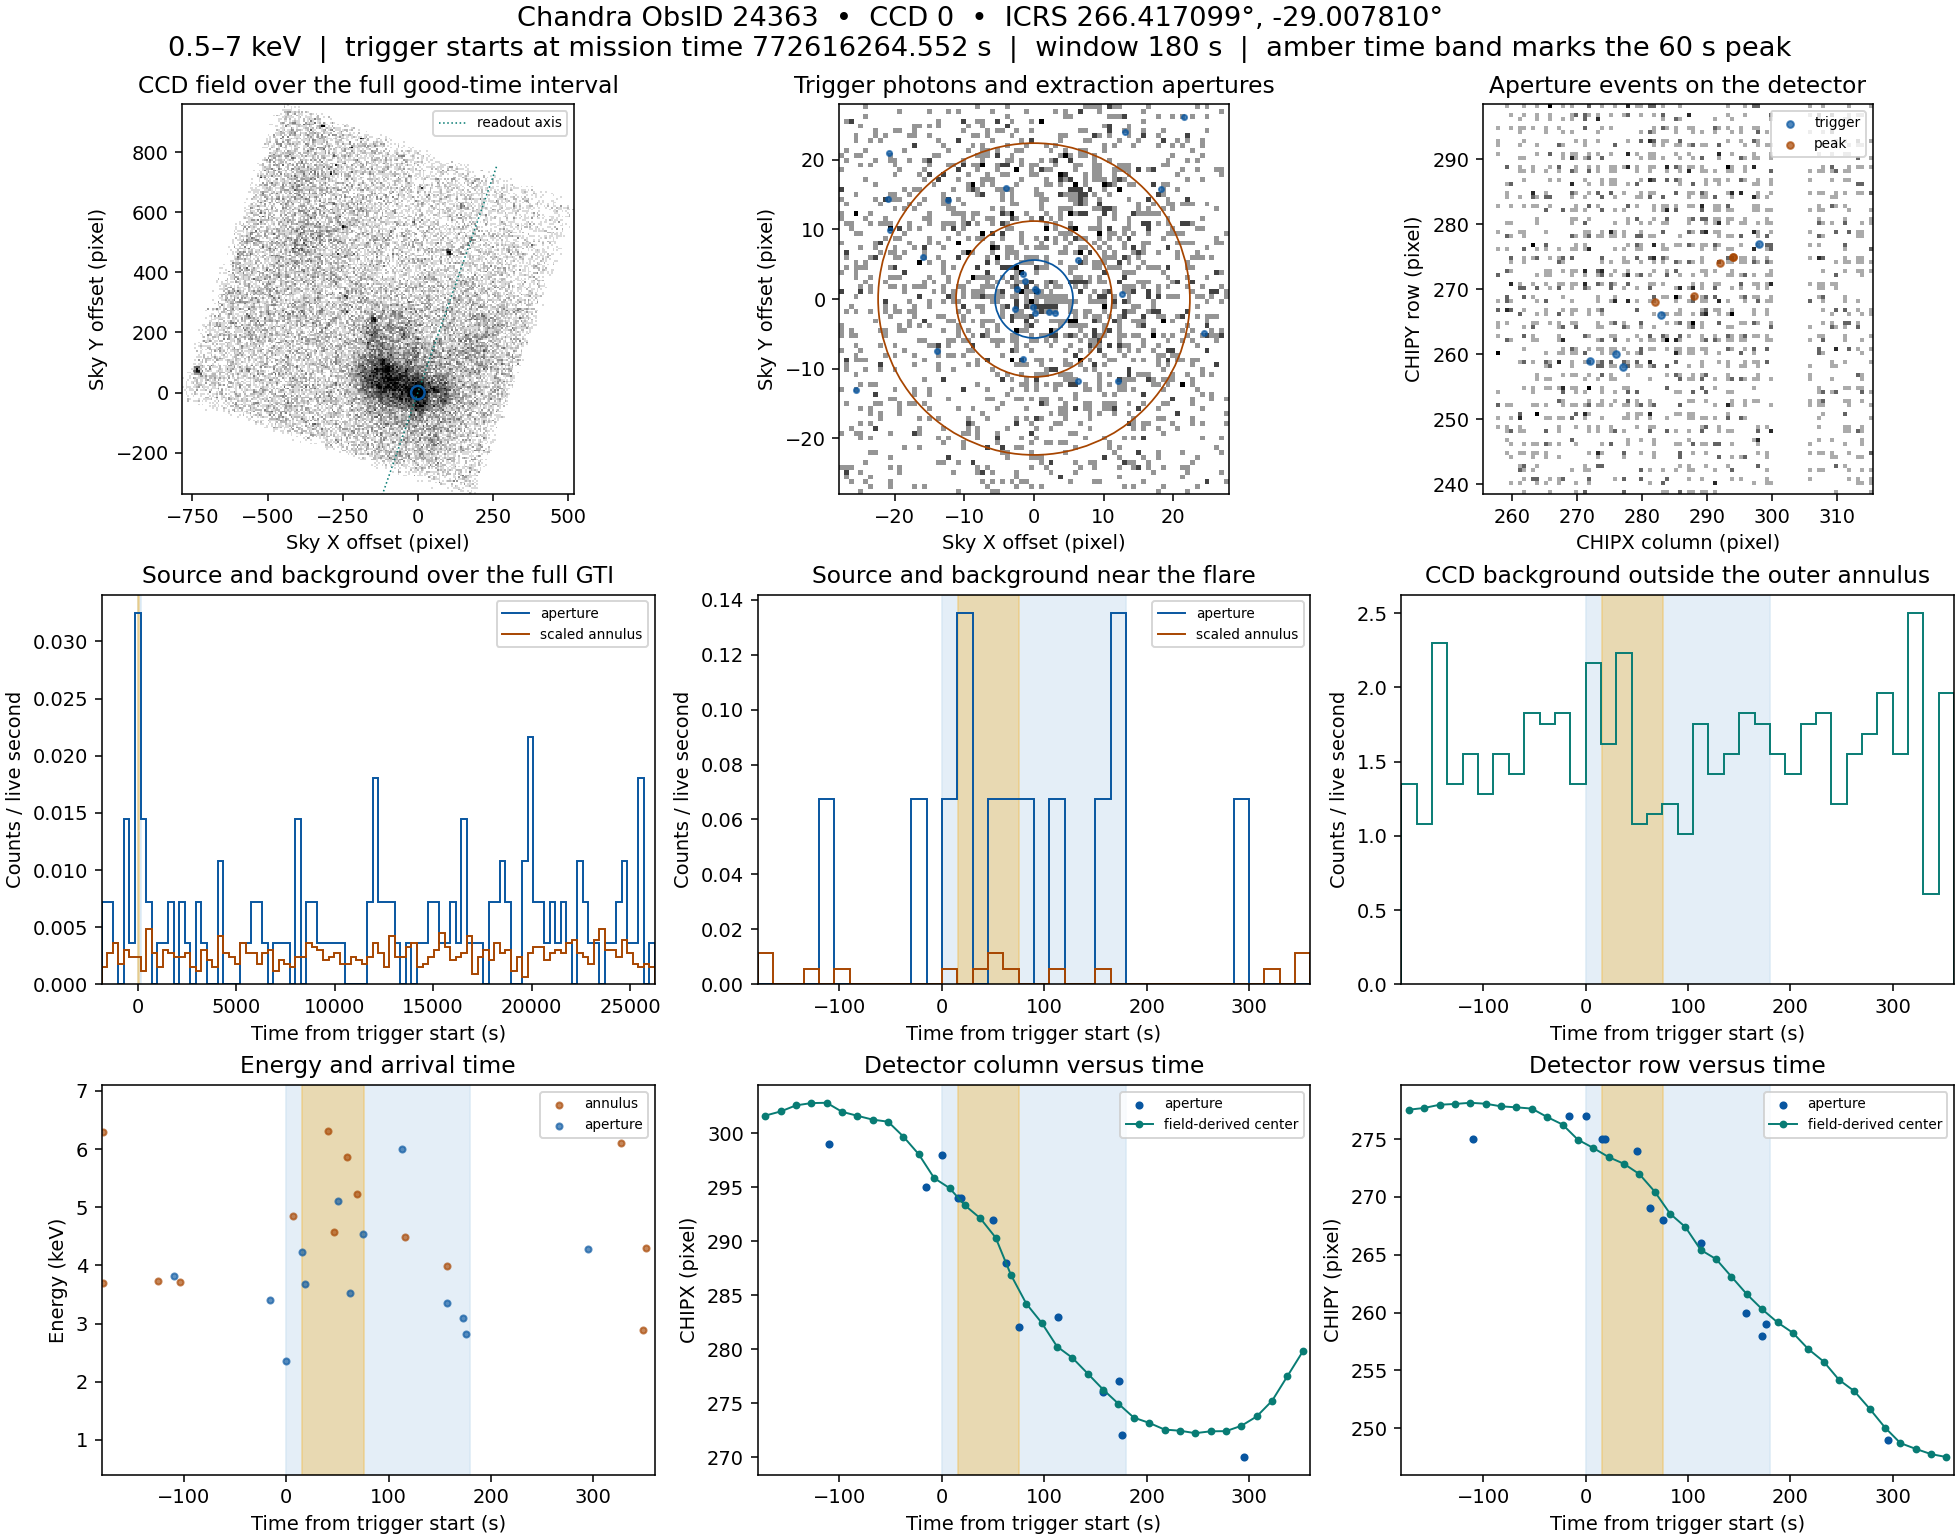 Chandra ObsID 24363 • CCD 0 • ICRS 266.417099°, -29.007810°
0.5–7 keV | trigger starts at mission time 772616264.552 s | window 180 s | amber time band marks the 60 s peak
CCD field over the full good-time interval
readout axis
800
600
400
200
0
−200
Sky Y offset (pixel)
−750 −500 −250 0 250 500
Sky X offset (pixel)
Trigger photons and extraction apertures
20
10
0
−10
−20
Sky Y offset (pixel)
−20 −10 0 10 20
Sky X offset (pixel)
Aperture events on the detector
trigger
peak
290
280
270
260
250
240
CHIPY row (pixel)
260 270 280 290 300 310
CHIPX column (pixel)
Source and background over the full GTI
aperture
scaled annulus
0.030
0.025
0.020
0.015
0.010
0.005
0.000
Counts / live second
0 5000 10000 15000 20000 25000
Time from trigger start (s)
Source and background near the flare
aperture
scaled annulus
0.14
0.12
0.10
0.08
0.06
0.04
0.02
0.00
Counts / live second
−100 0 100 200 300
Time from trigger start (s)
CCD background outside the outer annulus
2.5
2.0
1.5
1.0
0.5
0.0
Counts / live second
−100 0 100 200 300
Time from trigger start (s)
Energy and arrival time
annulus
aperture
7
6
5
4
3
2
1
Energy (keV)
−100 0 100 200 300
Time from trigger start (s)
Detector column versus time
aperture
field-derived center
300
295
290
285
280
275
270
CHIPX (pixel)
−100 0 100 200 300
Time from trigger start (s)
Detector row versus time
aperture
field-derived center
275
270
265
260
255
250
CHIPY (pixel)
−100 0 100 200 300
Time from trigger start (s)